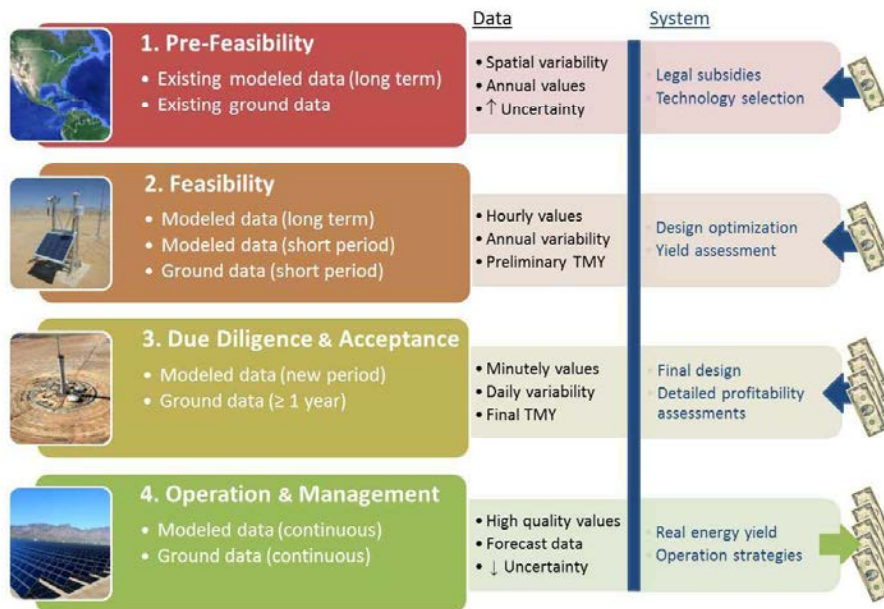 Data
System
1. Pre-Feasibility
• Existing modeled data (long term)
• Existing ground data
• Spatial variability
• Annual values
• ↑ Uncertainty
• Legal subsidies
• Technology selection
2. Feasibility
• Modeled data (long term)
• Modeled data (short period)
• Ground data (short period)
• Hourly values
• Annual variability
• Preliminary TMY
• Design optimization
• Yield assessment
3. Due Diligence & Acceptance
• Modeled data (new period)
• Ground data (≥ 1 year)
• Minutely values
• Daily variability
• Final TMY
• Final design
• Detailed profitability
assessments
4. Operation & Management
• Modeled data (continuous)
• Ground data (continuous)
• High quality values
• Forecast data
• ↓ Uncertainty
• Real energy yield
• Operation strategies